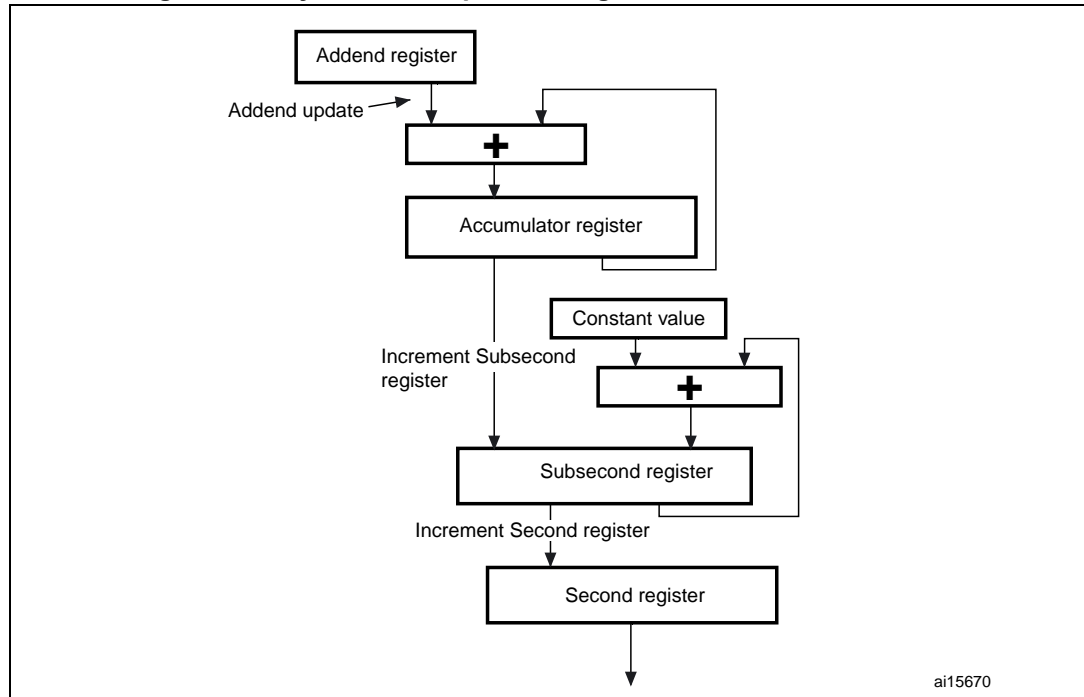 Addend register
Addend update
+
Accumulator register
Constant value
Increment Subsecond
register
+
Subsecond register
Increment Second register
Second register
ai15670